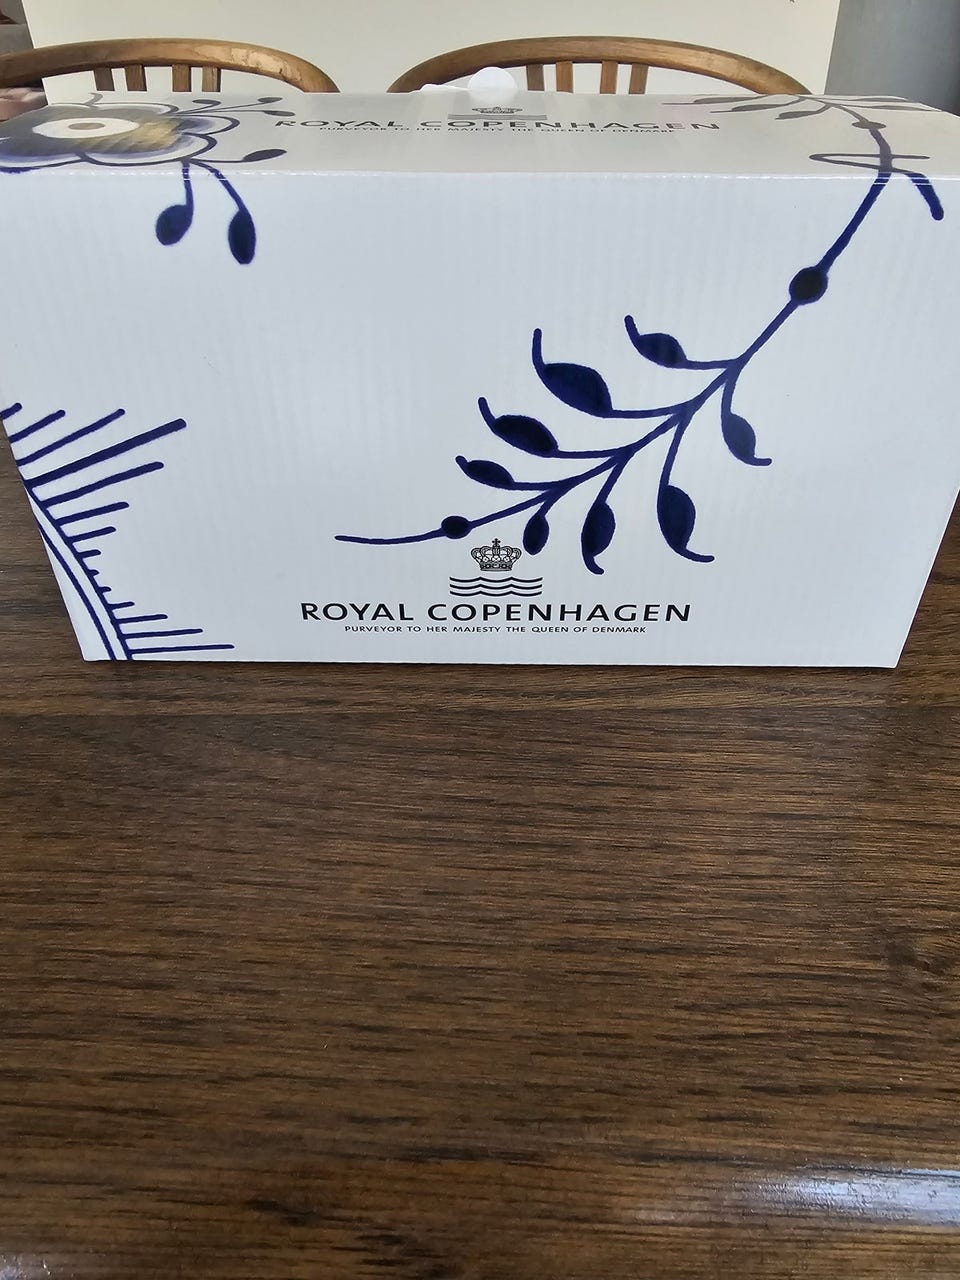 ROYAL COPENHAGEN
PURVEYOR TO HER MAJESTY THE QUEEN OF DENMARK
ROYAL COPENHAGEN
PURVEYOR TO HER MAJESTY THE QUEEN OF DENMARK